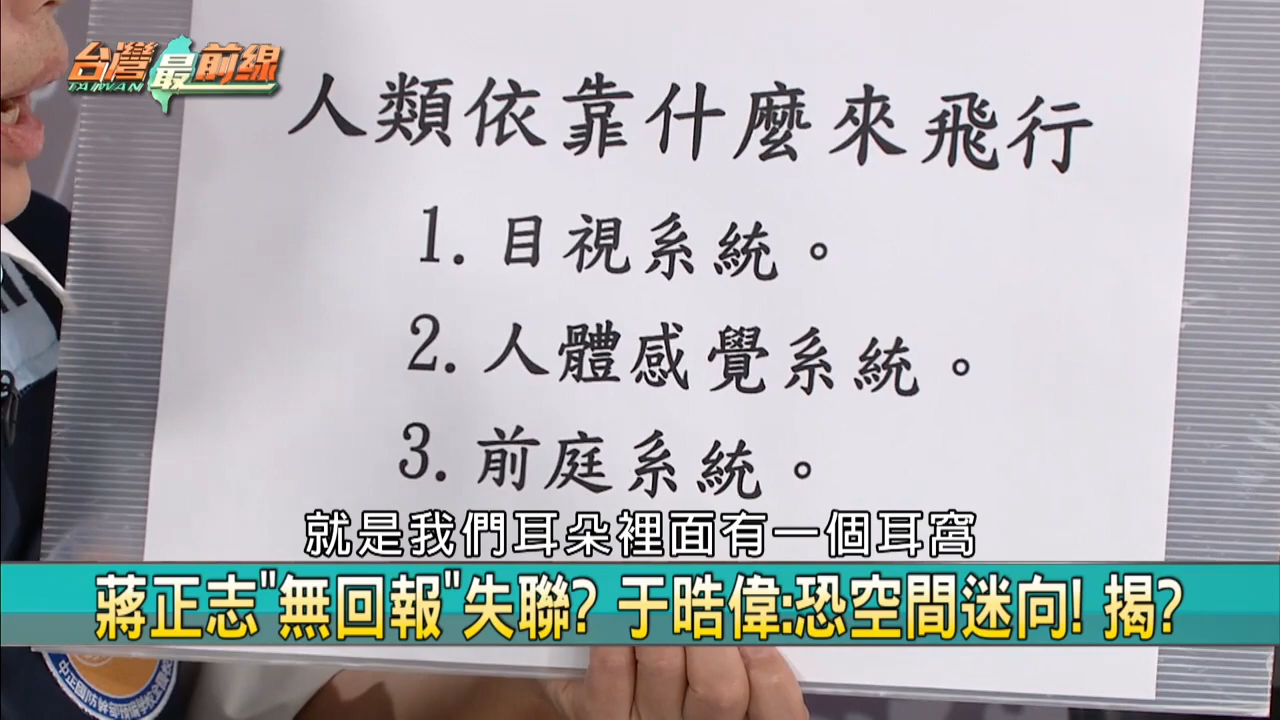 台灣最前線
TAIWAN
人類依靠什麼來飛行
1.目視系統。
2.人體感覺系統。
3.前庭系統。
就是我們耳朵裡面有一個耳窩
蔣正志"無回報"失聯? 于晧偉:恐空間迷向! 揭?